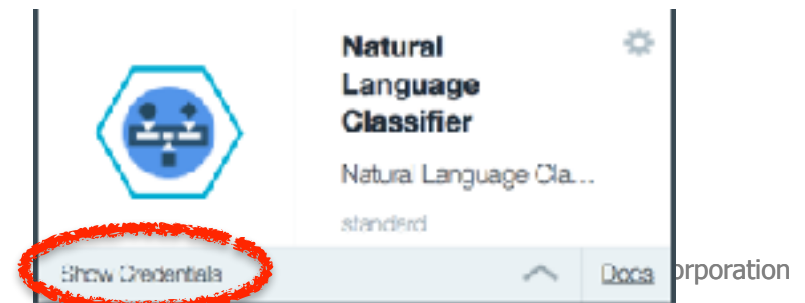 Natural
Language
Classifier
Natural Language Cla...
standard
Show Credentials
Docs
orporation